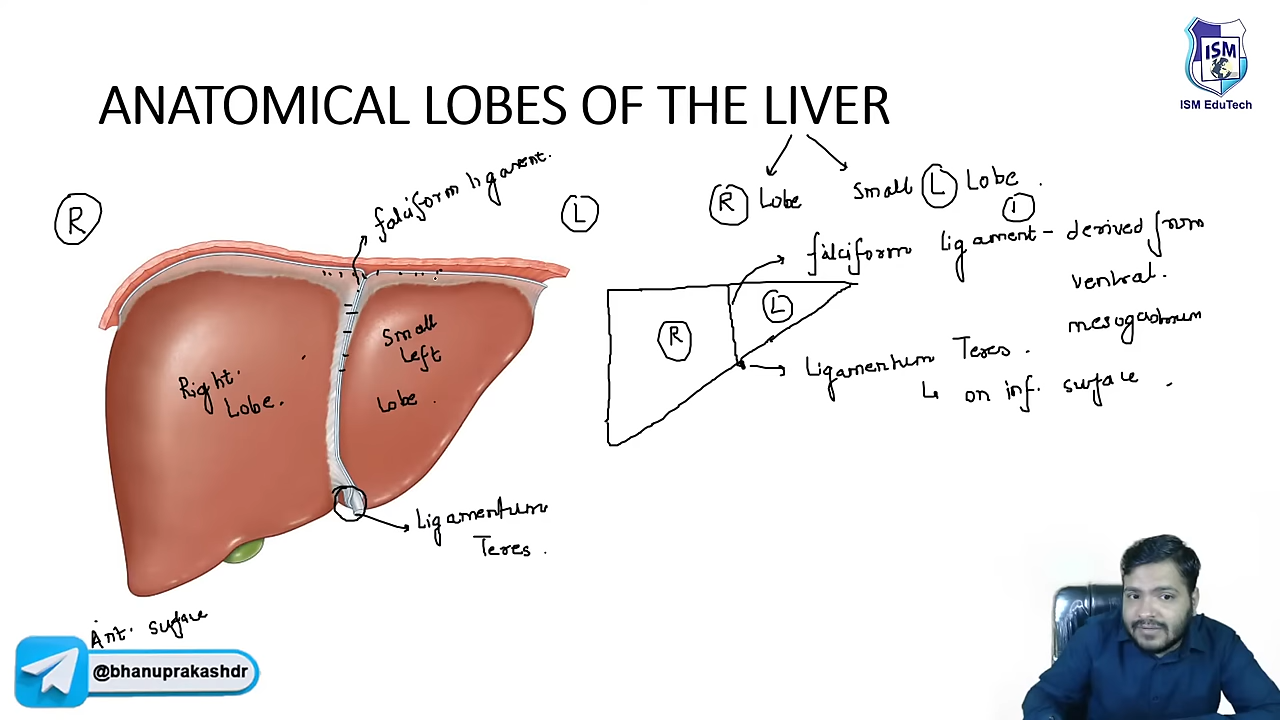 ISM
ISM EduTech
ANATOMICAL LOBES OF THE LIVER
R
falciform ligament.
L
R Lobe
Small L Lobe.
1
falciform ligament - derived from
ventral.
mesogastrium
R
L
Small
left
Lobe.
Right.
Lobe.
Ligamentum Teres.
↳ on inf. surface.
Ligamentum
Teres.
Ant. surface
@bhanuprakashdr